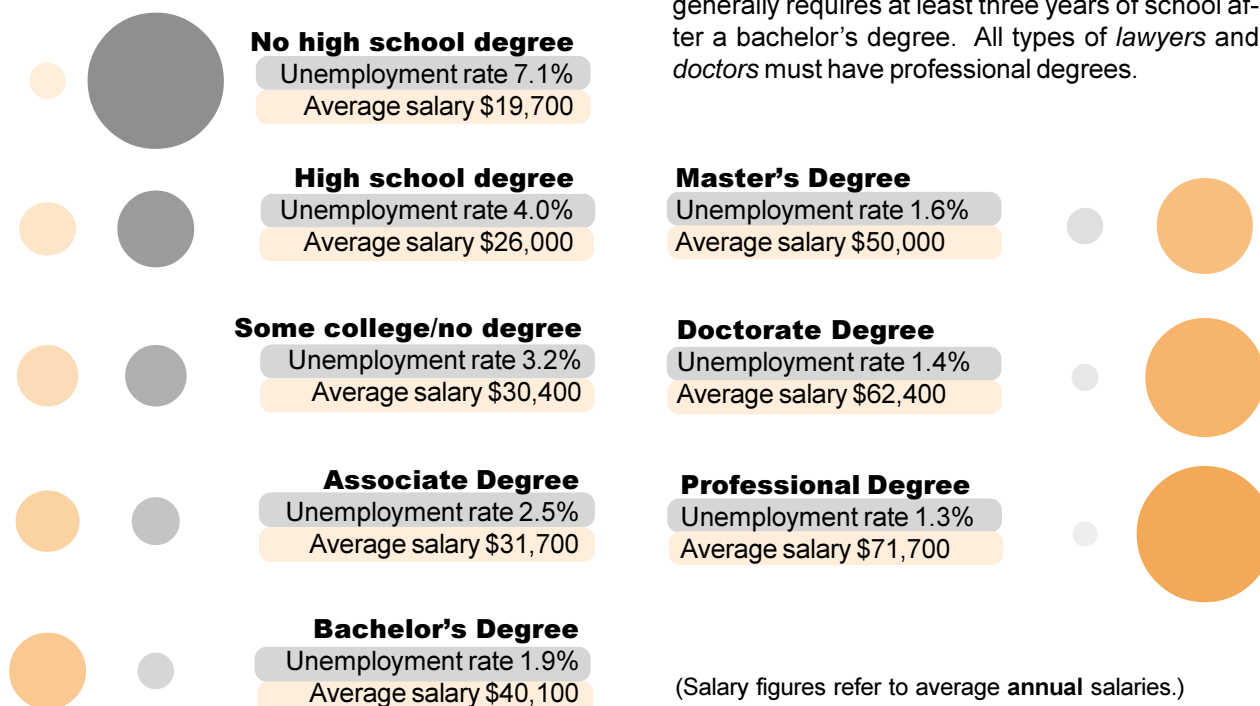 No high school degree
Unemployment rate 7.1%
Average salary $19,700
High school degree
Unemployment rate 4.0%
Average salary $26,000
Some college/no degree
Unemployment rate 3.2%
Average salary $30,400
Associate Degree
Unemployment rate 2.5%
Average salary $31,700
Bachelor’s Degree
Unemployment rate 1.9%
Average salary $40,100
generally requires at least three years of school af-
ter a bachelor’s degree. All types of lawyers and
doctors must have professional degrees.
Master’s Degree
Unemployment rate 1.6%
Average salary $50,000
Doctorate Degree
Unemployment rate 1.4%
Average salary $62,400
Professional Degree
Unemployment rate 1.3%
Average salary $71,700
(Salary figures refer to average annual salaries.)